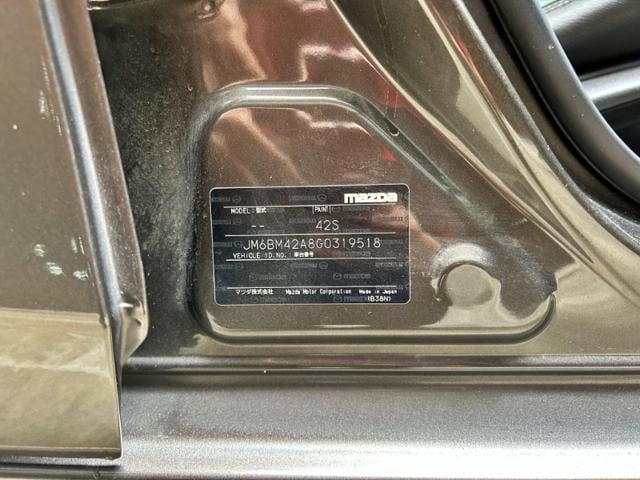 mazda
MODEL:型式 PAINT
-- 42S
JM6BM42A8G0319518
VEHICLE ID.NO.:車台番号
マツダ株式会社 Mazda Motor Corporation Made in Japan
(B38N)